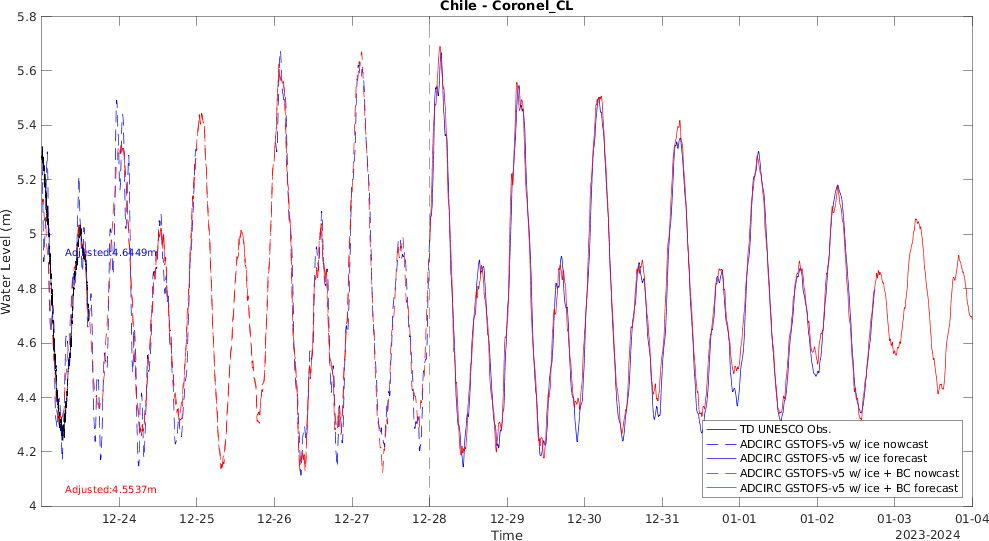 Chile - Coronel_CL
Water Level (m)
5.8
5.6
5.4
5.2
5
4.8
4.6
4.4
4.2
4
Adjusted:4.6449m
Adjusted:4.5537m
TD UNESCO Obs.
ADCIRC GSTOFS-v5 w/ ice nowcast
ADCIRC GSTOFS-v5 w/ ice forecast
ADCIRC GSTOFS-v5 w/ ice + BC nowcast
ADCIRC GSTOFS-v5 w/ ice + BC forecast
12-24 12-25 12-26 12-27 12-28 12-29 12-30 12-31 01-01 01-02 01-03 01-04
Time
2023-2024